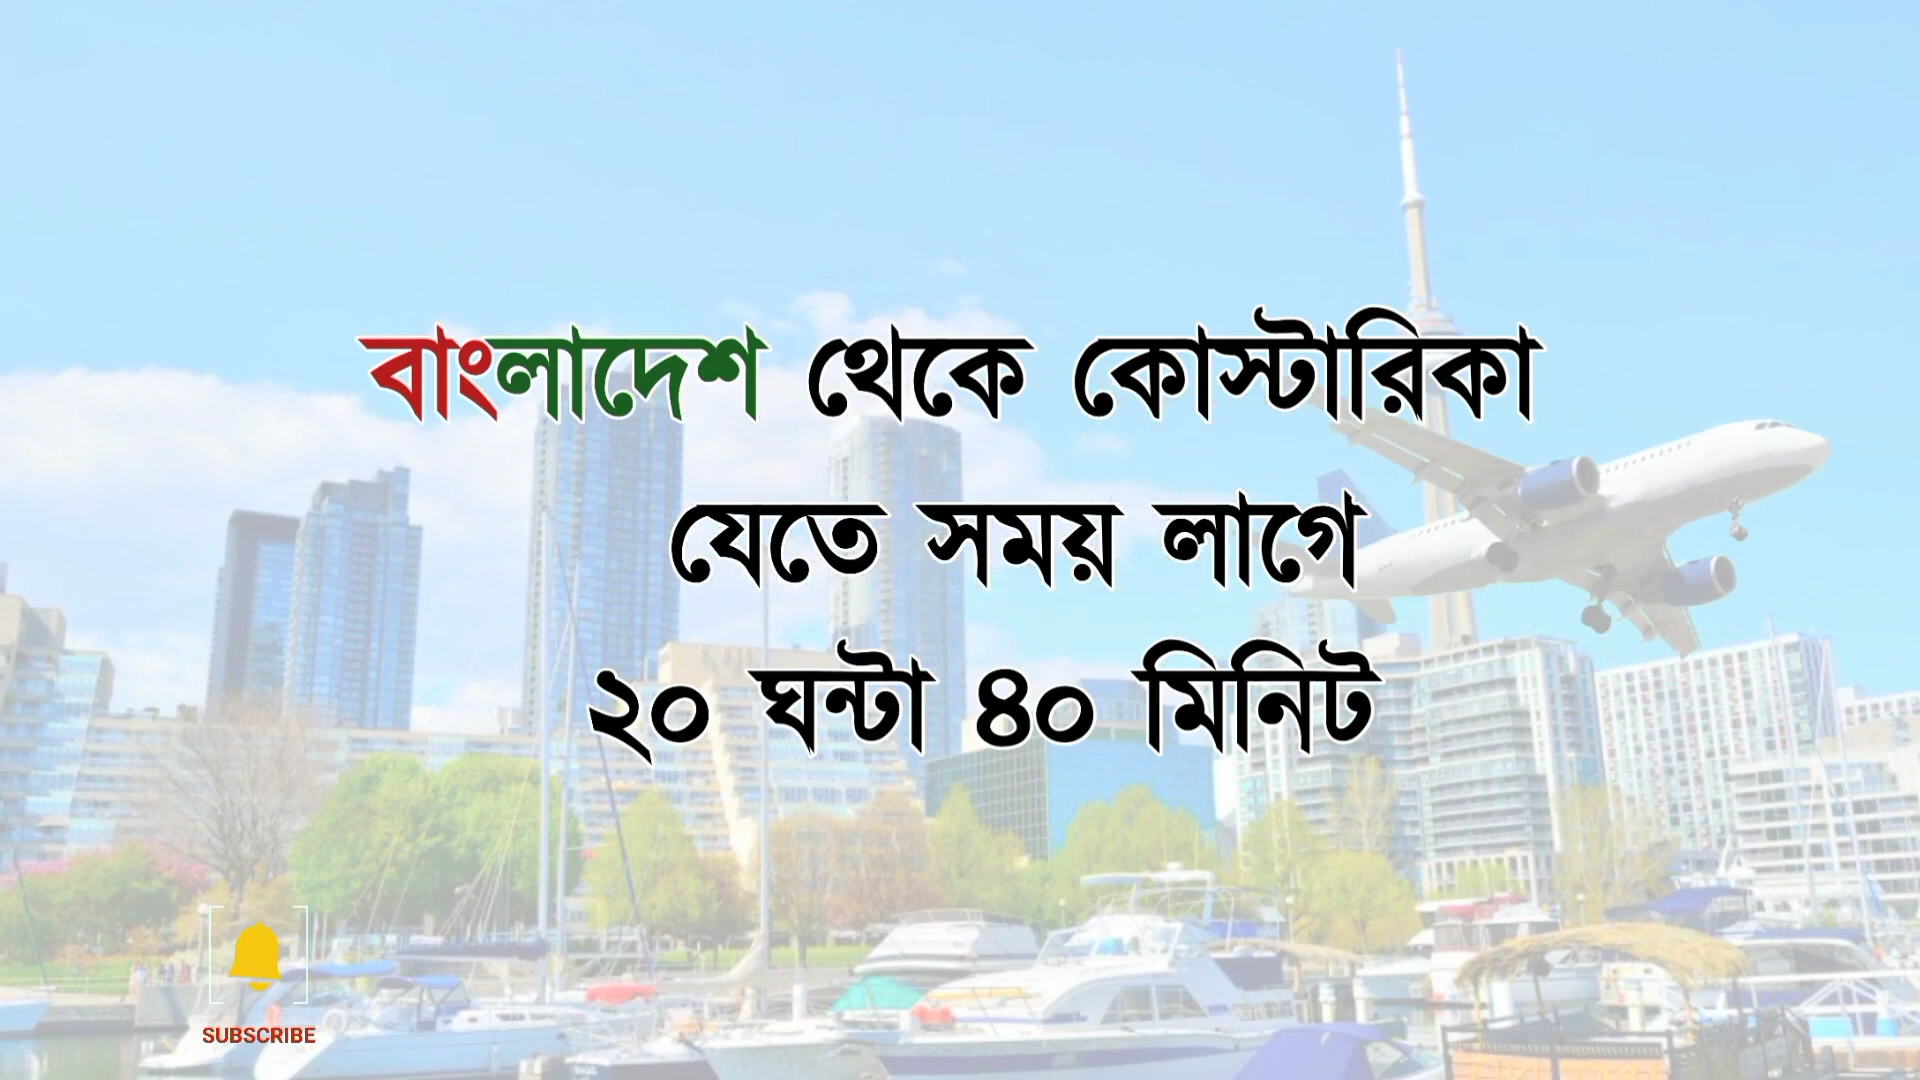 বাংলাদেশ থেকে কোস্টারিকা
যেতে সময় লাগে
২০ ঘন্টা ৪০ মিনিট
SUBSCRIBE